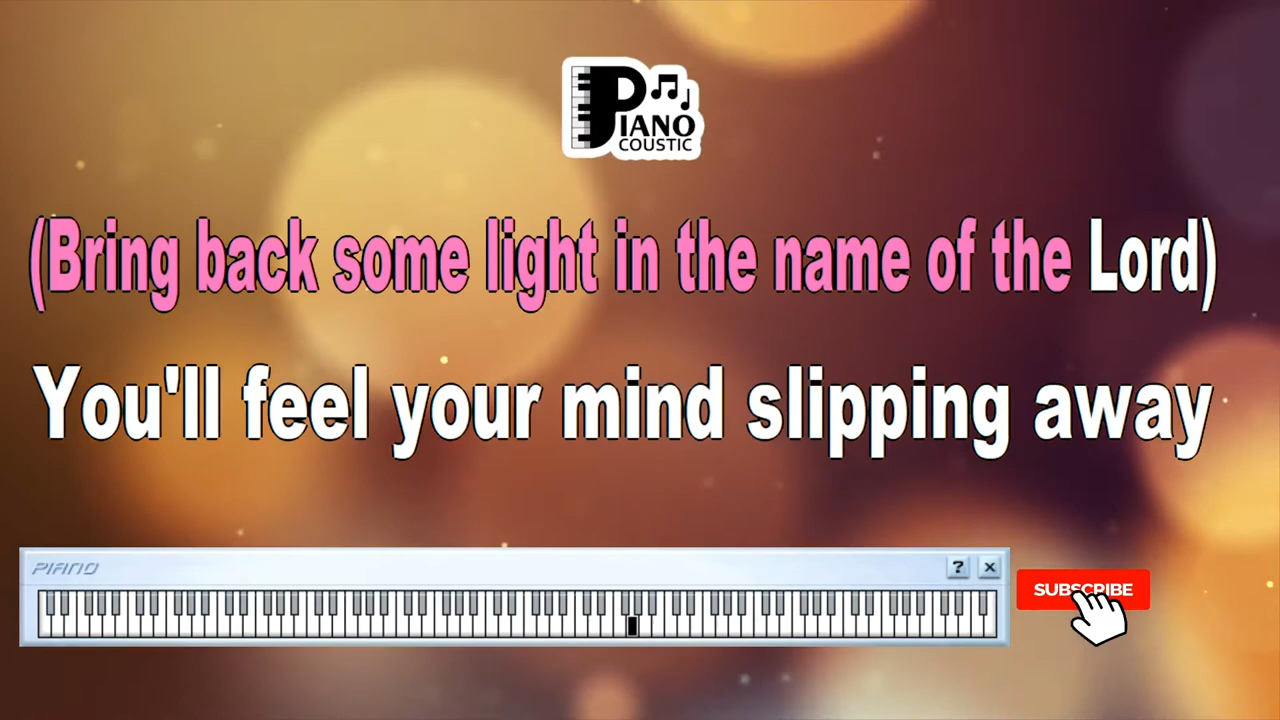 PIANO
COUSTIC
(Bring back some light in the name of the Lord)
You'll feel your mind slipping away
PIANO
?
x
SUBSCRIBE